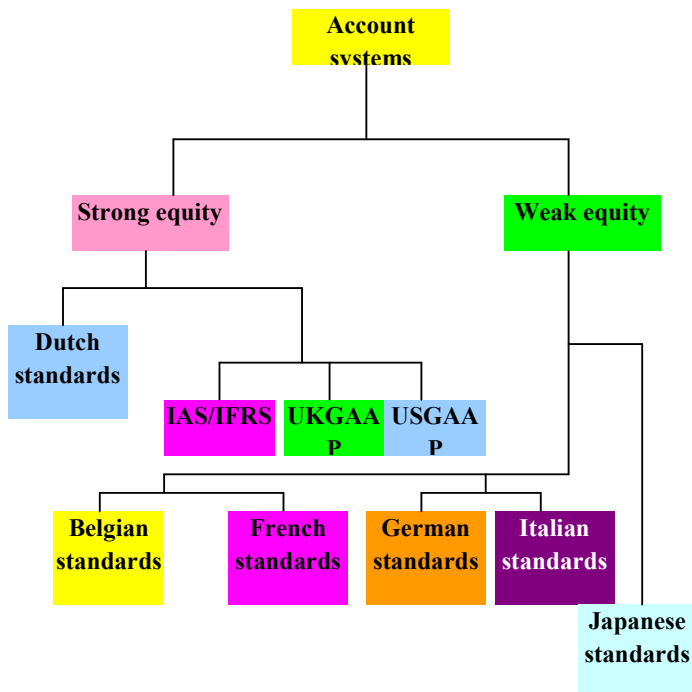 Account
systems
Strong equity
Weak equity
Dutch
standards
IAS/IFRS
UKGAA
P
USGAA
P
Belgian
standards
French
standards
German
standards
Italian
standards
Japanese
standards